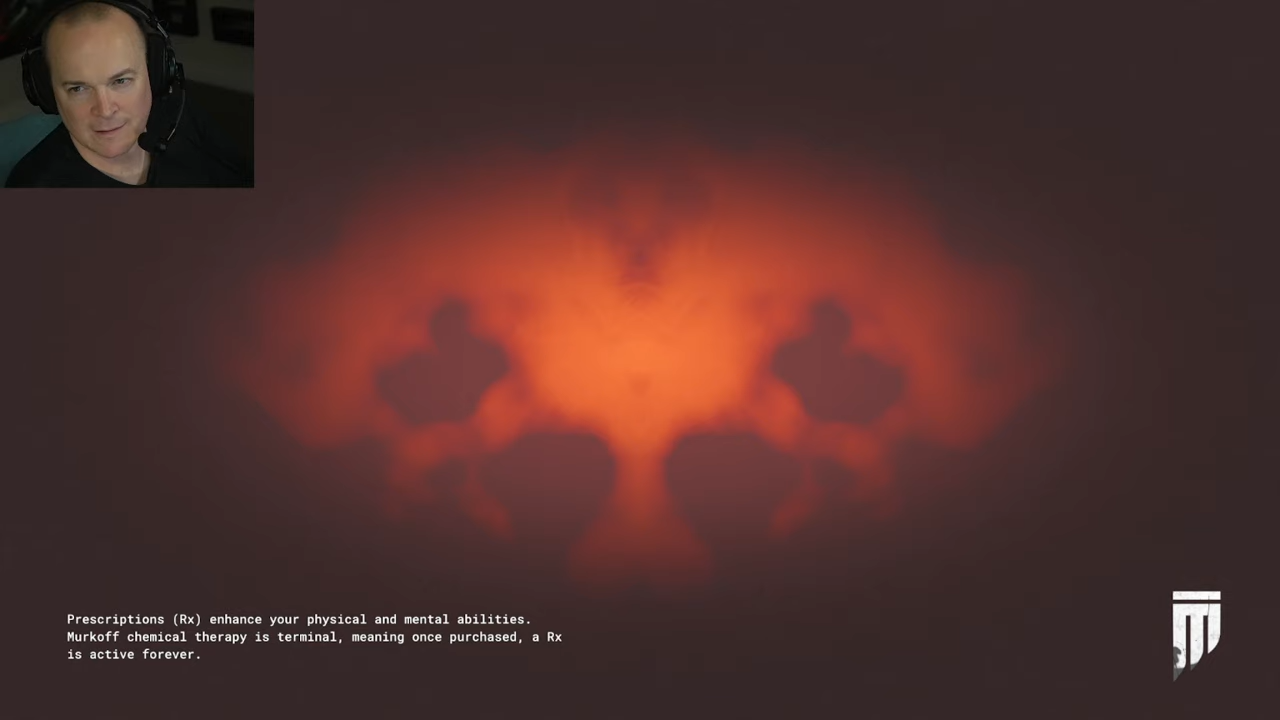 Prescriptions (Rx) enhance your physical and mental abilities.
Murkoff chemical therapy is terminal, meaning once purchased, a Rx
is active forever.